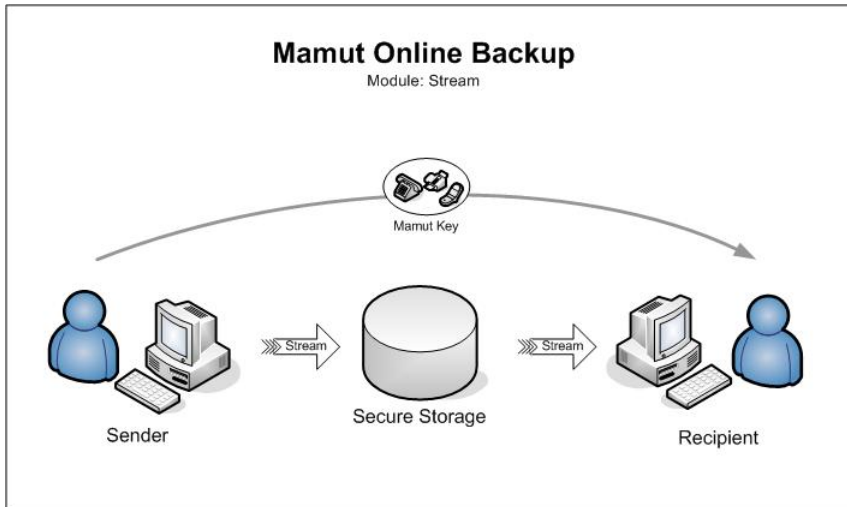 Mamut Online Backup
Module: Stream
Mamut Key
Stream
Stream
Secure Storage
Sender
Recipient